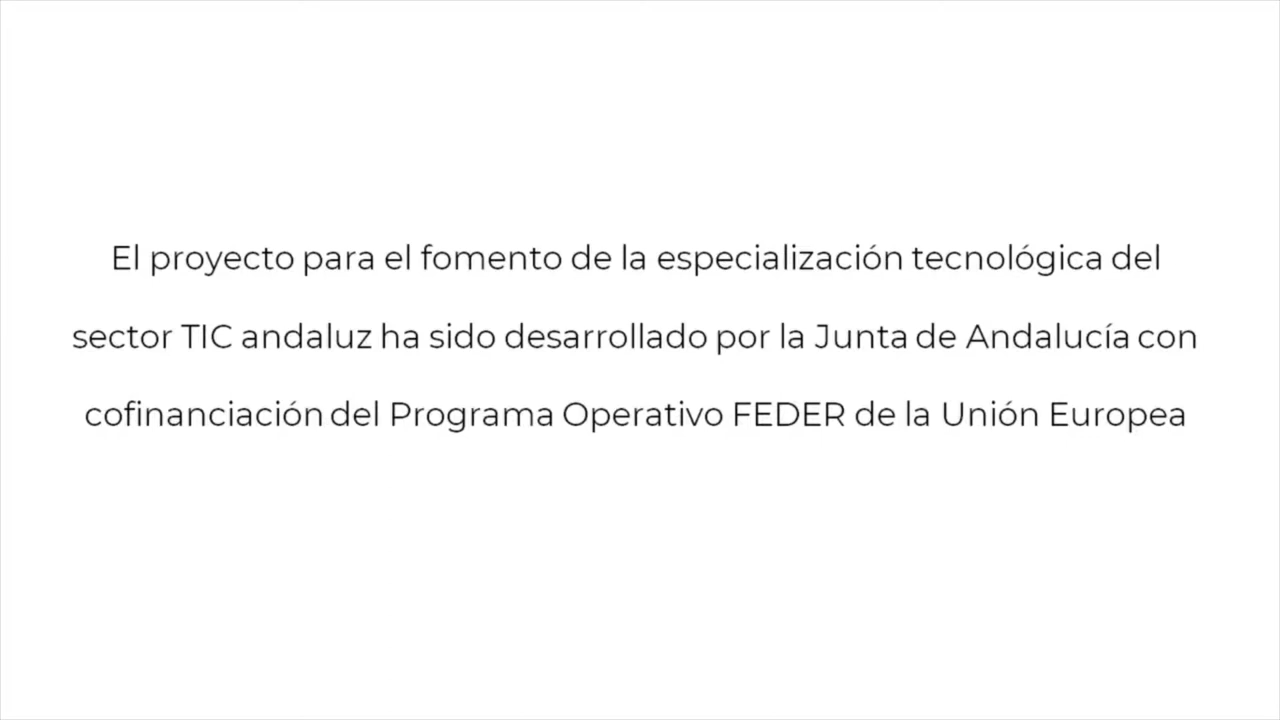 El proyecto para el fomento de la especialización tecnológica del
sector TIC andaluz ha sido desarrollado por la Junta de Andalucía con
cofinanciación del Programa Operativo FEDER de la Unión Europea